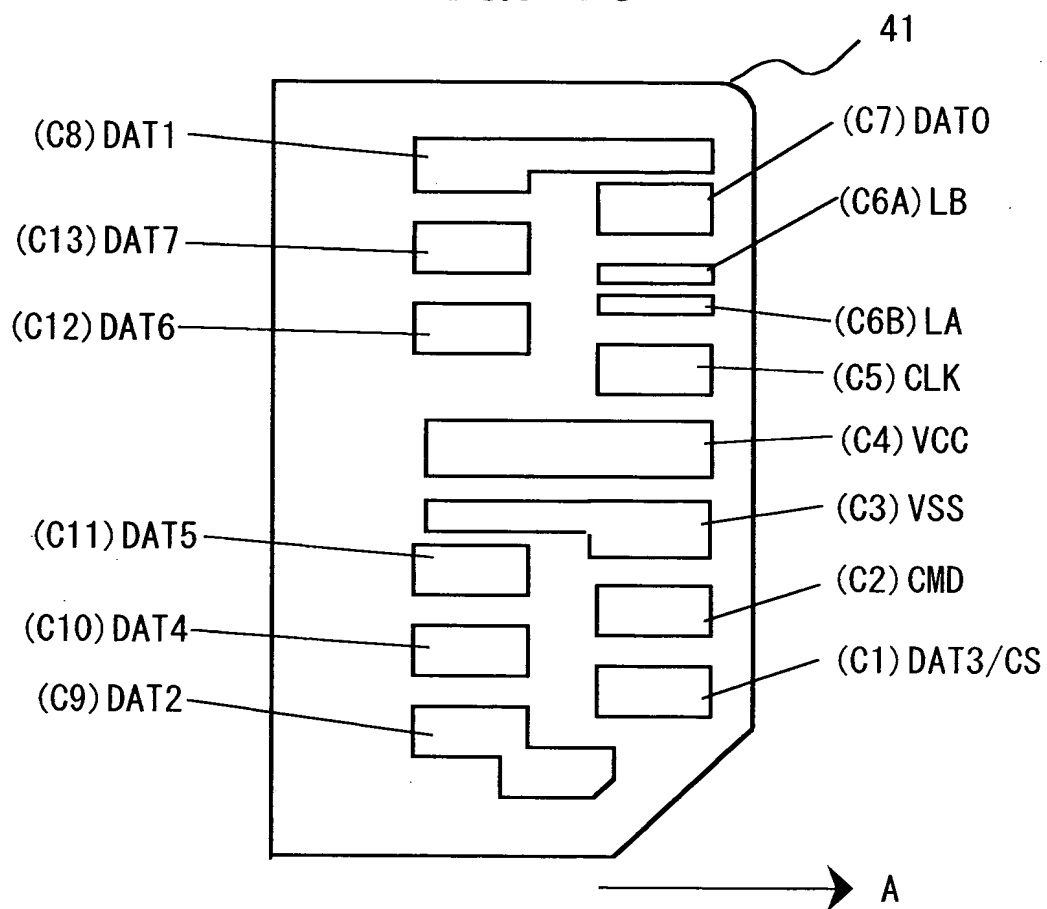 41
(C8)DAT1
(C7)DAT0
(C6A)LB
(C13)DAT7
(C6B)LA
(C12)DAT6
(C5)CLK
(C4)VCC
(C3)VSS
(C11)DAT5
(C2)CMD
(C10)DAT4
(C1)DAT3/CS
(C9)DAT2
A